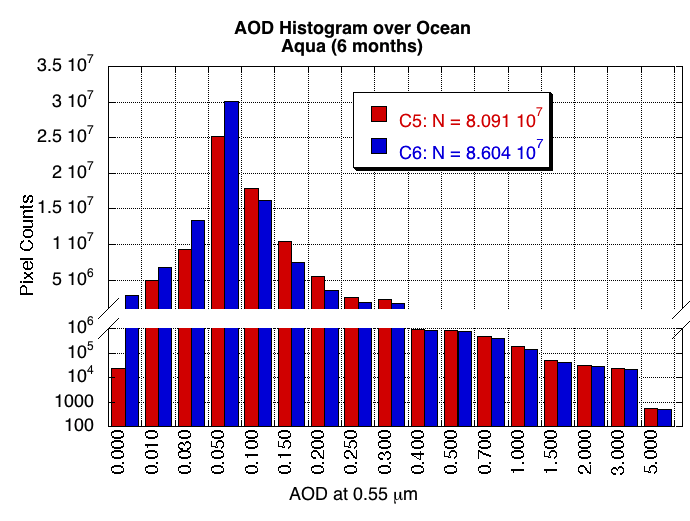 AOD Histogram over Ocean
Aqua (6 months)
3.5 10⁷
3 10⁷
2.5 10⁷
2 10⁷
1.5 10⁷
1 10⁷
5 10⁶
10⁶
10⁵
10⁴
1000
100
Pixel Counts
C5: N = 8.091 10⁷
C6: N = 8.604 10⁷
0.000 0.010 0.030 0.050 0.100 0.150 0.200 0.250 0.300 0.400 0.500 0.700 1.000 1.500 2.000 3.000 5.000
AOD at 0.55 μm